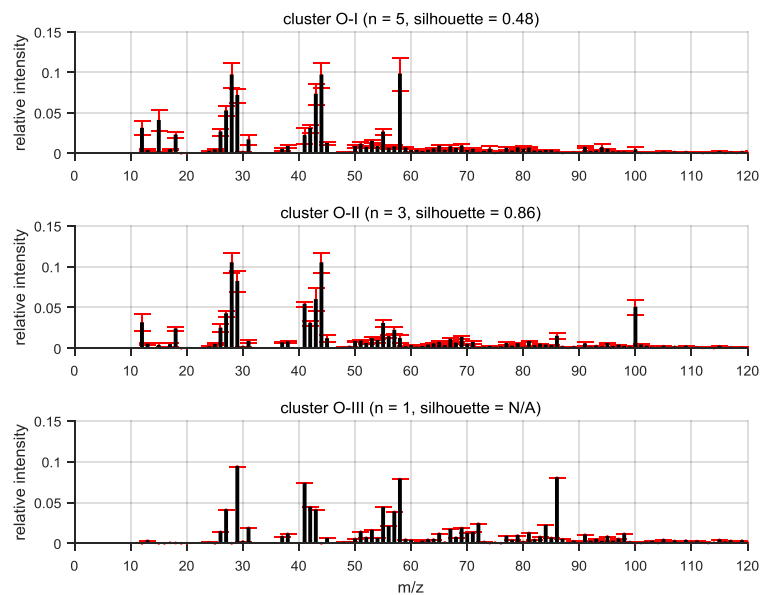 cluster O-I (n = 5, silhouette = 0.48)
relative intensity
0.15
0.1
0.05
0
0 10 20 30 40 50 60 70 80 90 100 110 120
cluster O-II (n = 3, silhouette = 0.86)
relative intensity
0.15
0.1
0.05
0
0 10 20 30 40 50 60 70 80 90 100 110 120
cluster O-III (n = 1, silhouette = N/A)
relative intensity
0.15
0.1
0.05
0
0 10 20 30 40 50 60 70 80 90 100 110 120
m/z